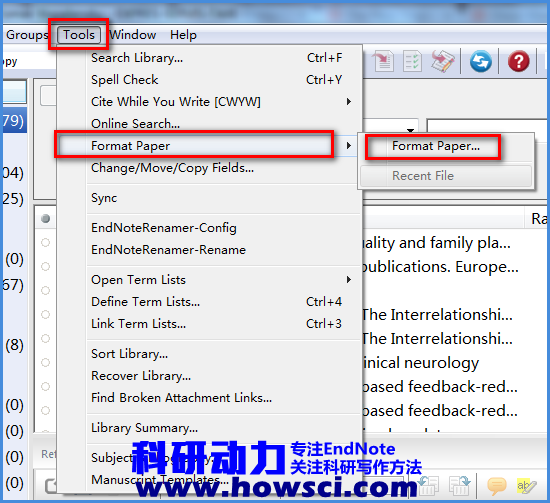 Groups Tools Window Help
opy
79)
04)
25)
(0)
67)
(8)
(0)
(0)
(0)
(0)
Search Library... Ctrl+F
Spell Check Ctrl+Y
Cite While You Write [CWYW]
Online Search...
Format Paper
Change/Move/Copy Fields...
Sync
EndNoteRenamer-Config
EndNoteRenamer-Rename
Open Term Lists
Define Term Lists... Ctrl+4
Link Term Lists... Ctrl+3
Sort Library...
Recover Library...
Find Broken Attachment Links...
Library Summary...
Subject
Manuscript Templates...
Format Paper...
Recent File
Ra
ality and family pla...
publications. Europe...
The Interrelationshi...
The Interrelationshi...
inical neurology
based feedback-red...
based feedback-red...
Ret
科研动力 专注EndNote
关注科研写作方法
www.howsci.com